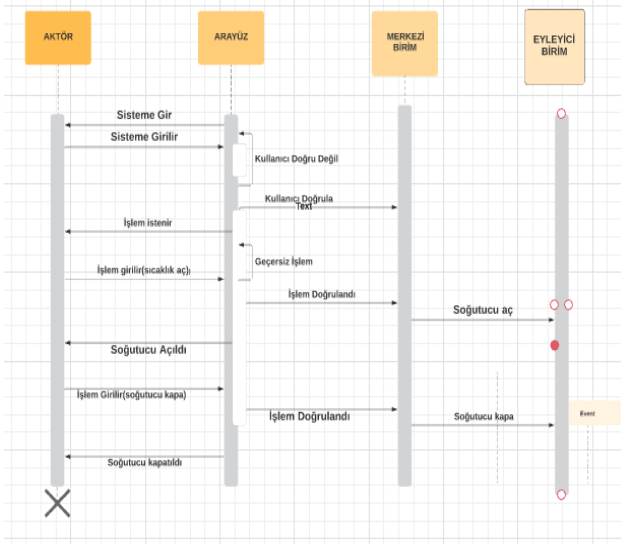 AKTÖR
ARAYÜZ
MERKEZİ
BİRİM
EYLEYİCİ
BİRİM
Sisteme Gir
Sisteme Girilir
Kullanıcı Doğru Değil
Kullanıcı Doğrula
Text
İşlem istenir
Geçersiz İşlem
İşlem girilir(sıcaklık aç)
İşlem Doğrulandı
Soğutucu aç
Soğutucu Açıldı
İşlem Girilir(soğutucu kapa)
İşlem Doğrulandı
Soğutucu kapa
Event
Soğutucu kapatıldı